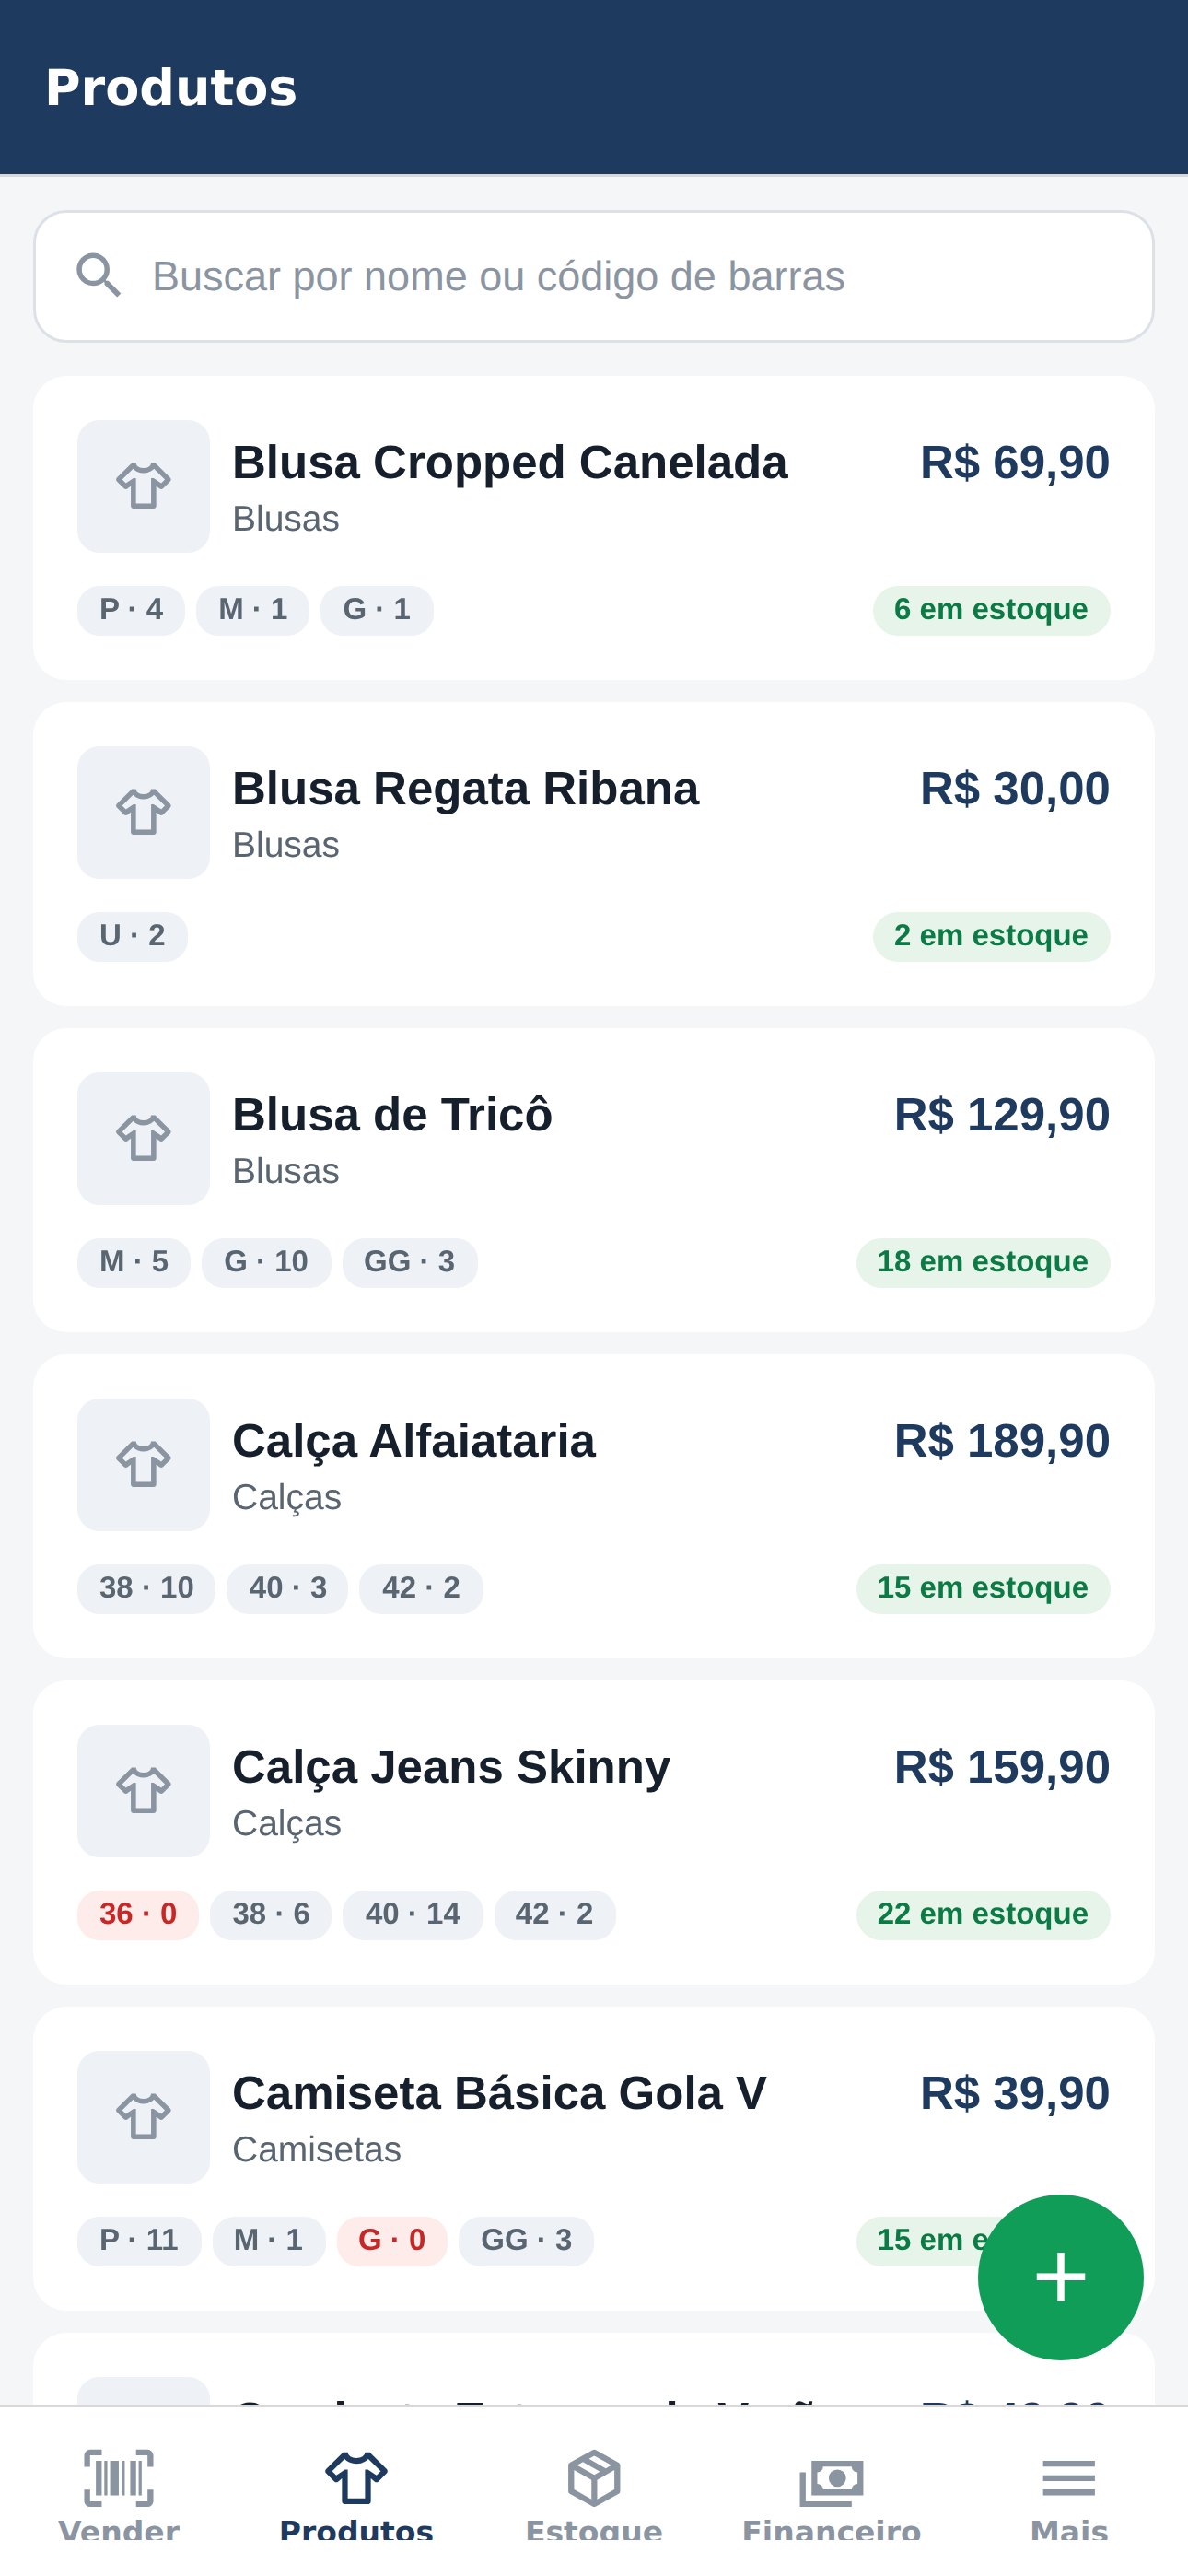 Produtos
Buscar por nome ou código de barras
Blusa Cropped Canelada R$ 69,90
Blusas
P · 4 M · 1 G · 1 6 em estoque
Blusa Regata Ribana R$ 30,00
Blusas
U · 2 2 em estoque
Blusa de Tricô R$ 129,90
Blusas
M · 5 G · 10 GG · 3 18 em estoque
Calça Alfaiataria R$ 189,90
Calças
38 · 10 40 · 3 42 · 2 15 em estoque
Calça Jeans Skinny R$ 159,90
Calças
36 · 0 38 · 6 40 · 14 42 · 2 22 em estoque
Camiseta Básica Gola V R$ 39,90
Camisetas
P · 11 M · 1 G · 0 GG · 3 15 em
Vender Produtos Estoque Financeiro Mais